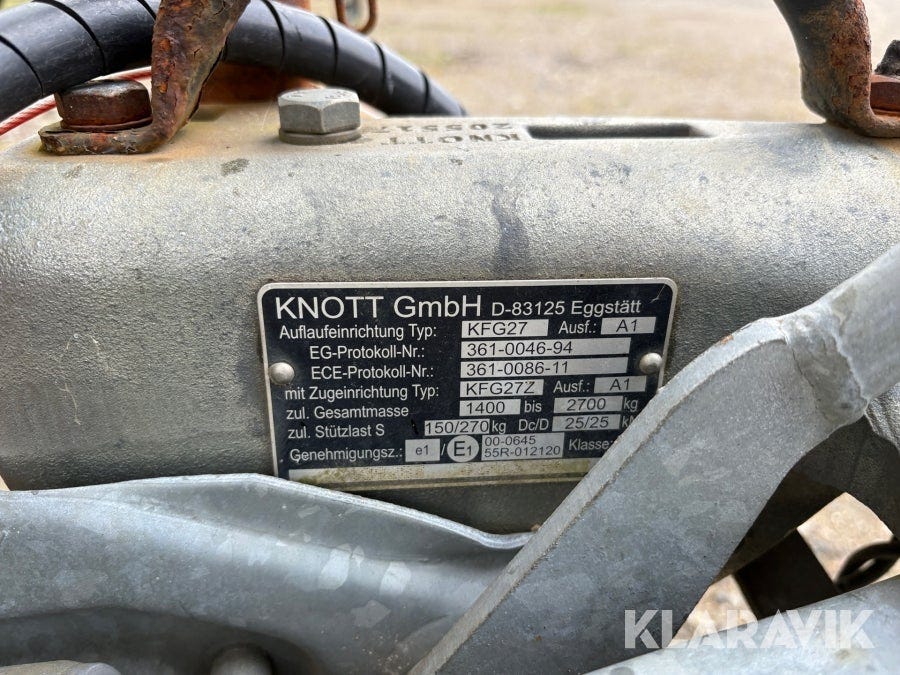 KNOTT
KNOTT GmbH D-83125 Eggstätt
Auflaufeinrichtung Typ: KFG27 Ausf.: A1
EG-Protokoll-Nr.: 361-0046-94
ECE-Protokoll-Nr.: 361-0086-11
mit Zugeinrichtung Typ: KFG27Z Ausf.: A1
zul. Gesamtmasse 1400 bis 2700 kg
zul. Stützlast S 150/270 kg Dc/D 25/25
Genehmigungsz.: e1 / E1 00-0645
55R-012120 Klasse:
KLARAVIK